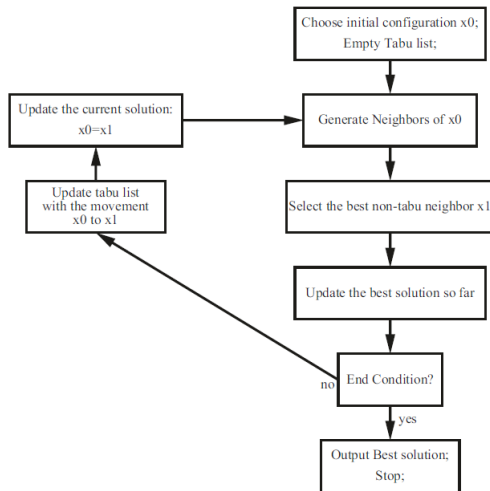 Choose initial configuration x0;
Empty Tabu list;
Update the current solution:
x0=x1
Generate Neighbors of x0
Update tabu list
with the movement
x0 to x1
Select the best non-tabu neighbor x1
Update the best solution so far
End Condition?
no
yes
Output Best solution;
Stop;